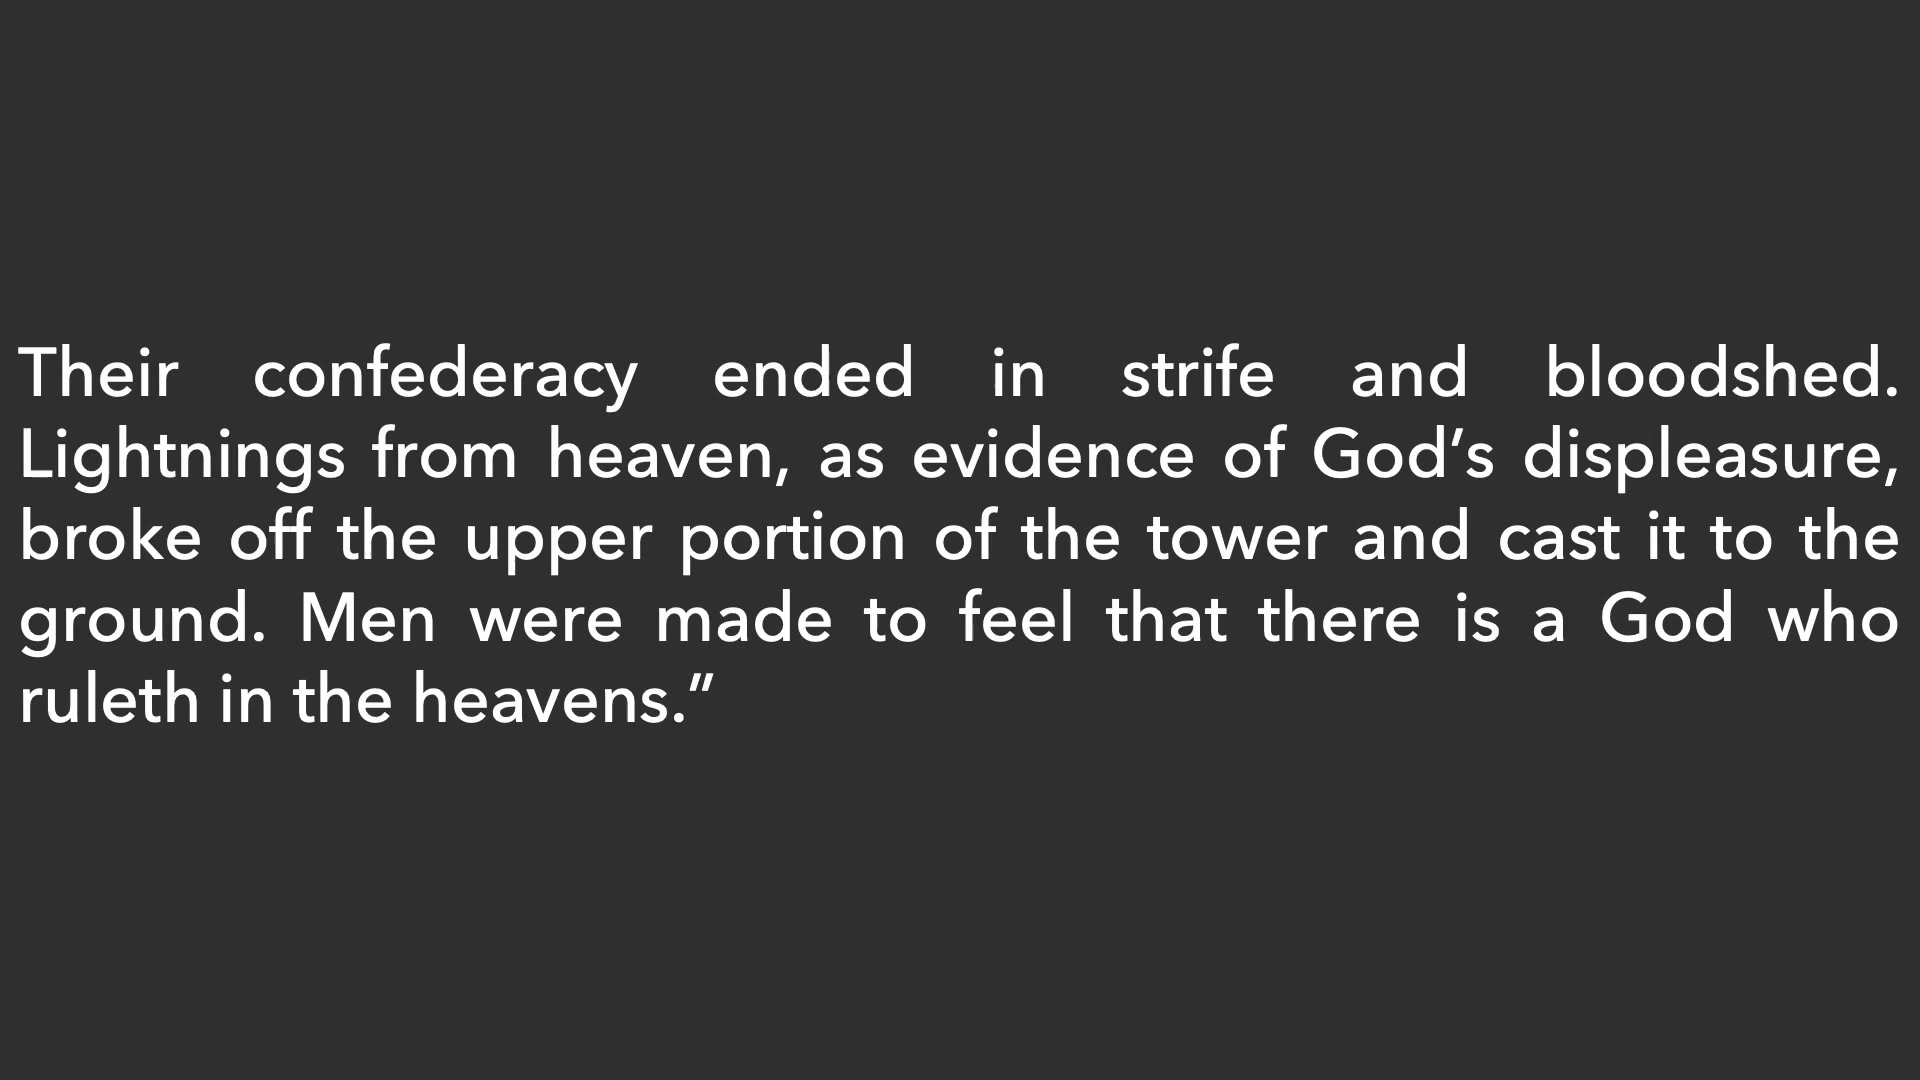 Their confederacy ended in strife and bloodshed.
Lightnings from heaven, as evidence of God’s displeasure,
broke off the upper portion of the tower and cast it to the
ground. Men were made to feel that there is a God who
ruleth in the heavens.”